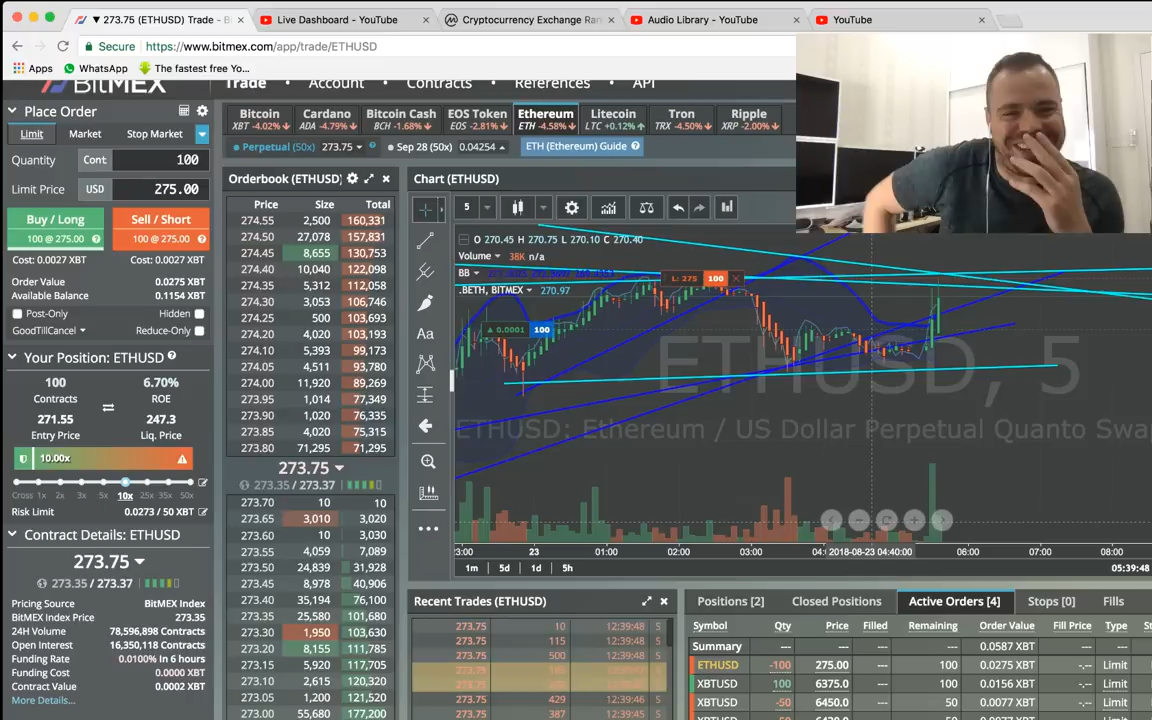 ▼ 273.75 (ETHUSD) Trade - B
Live Dashboard - YouTube
Cryptocurrency Exchange Ran
Audio Library - YouTube
YouTube
Secure
https://www.bitmex.com/app/trade/ETHUSD
Apps
WhatsApp
The fastest free Yo...
BitMEX
Trade
Account
Contracts
References
API
Bitcoin
XBT -4.02%
Cardano
ADA -4.79%
Bitcoin Cash
BCH -1.68%
EOS Token
EOS -2.81%
Ethereum
ETH -4.58%
Litecoin
LTC +0.12%
Tron
TRX -4.50%
Ripple
XRP -2.00%
Perpetual (50x) 273.75
Sep 28 (50x) 0.04254
ETH (Ethereum) Guide
Place Order
Limit Market Stop Market
Quantity Cont 100
Limit Price USD 275.00
Buy / Long
100 @ 275.00
Sell / Short
100 @ 275.00
Cost: 0.0027 XBT Cost: 0.0027 XBT
Order Value 0.0275 XBT
Available Balance 0.1154 XBT
Post-Only Hidden
GoodTillCancel Reduce-Only
Your Position: ETHUSD
100 6.70%
Contracts ROE
271.55 247.3
Entry Price Liq. Price
10.00x
Cross 1x 2x 3x 5x 10x 25x 35x 50x
Risk Limit 0.0273 / 50 XBT
Contract Details: ETHUSD
273.75
273.35 / 273.37
Pricing Source BitMEX Index
BitMEX Index Price 273.35
24H Volume 78,596,898 Contracts
Open Interest 16,350,118 Contracts
Funding Rate 0.0100% In 6 hours
Funding Cost 0.0000 XBT
Contract Value 0.0002 XBT
More Details...
Orderbook (ETHUSD)
Price Size Total
274.55 2,500 160,331
274.50 27,078 157,831
274.45 8,655 130,753
274.40 10,040 122,098
274.35 5,312 112,058
274.30 3,053 106,746
274.25 500 103,693
274.20 4,020 103,193
274.10 5,393 99,173
274.05 4,511 93,780
274.00 11,920 89,269
273.95 1,014 77,349
273.90 1,020 76,335
273.85 4,020 75,315
273.80 71,295 71,295
273.75
273.35 / 273.37
273.70 10 10
273.65 3,010 3,020
273.60 10 3,030
273.55 4,059 7,089
273.50 24,839 31,928
273.45 8,978 40,906
273.40 35,194 76,100
273.35 25,580 101,680
273.30 1,950 103,630
273.20 8,155 111,785
273.15 5,920 117,705
273.10 2,615 120,320
273.05 1,200 121,520
273.00 55,680 177,200
Chart (ETHUSD)
5
O 270.45 H 270.75 L 270.10 C 270.40
Volume 38K n/a
BB
.BETH, BITMEX 270.97
L: 275 100
0.0001 100
Aa
ETHUSD, 5
ETHUSD: Ethereum / US Dollar Perpetual Quanto Swa
3:00 23 01:00 02:00 03:00 2018-08-23 04:40:00 06:00 07:00 08:00
1m 5d 1d 5h
05:39:48
Recent Trades (ETHUSD)
273.75 10 12:39:48 S
273.75 115 12:39:48 S
273.75 500 12:39:48 S
273.75 429 12:39:46 S
273.75 387 12:39:45 S
Positions [2] Closed Positions Active Orders [4] Stops [0] Fills
Symbol Qty Price Filled Remaining Order Value Fill Price Type
Summary --- --- --- --- 0.0587 XBT --- ---
ETHUSD -100 275.00 --- 100 0.0275 XBT -.-- Limit
XBTUSD 100 6375.0 --- 100 0.0156 XBT -.-- Limit
XBTUSD -50 6450.0 --- 50 0.0077 XBT -.-- Limit